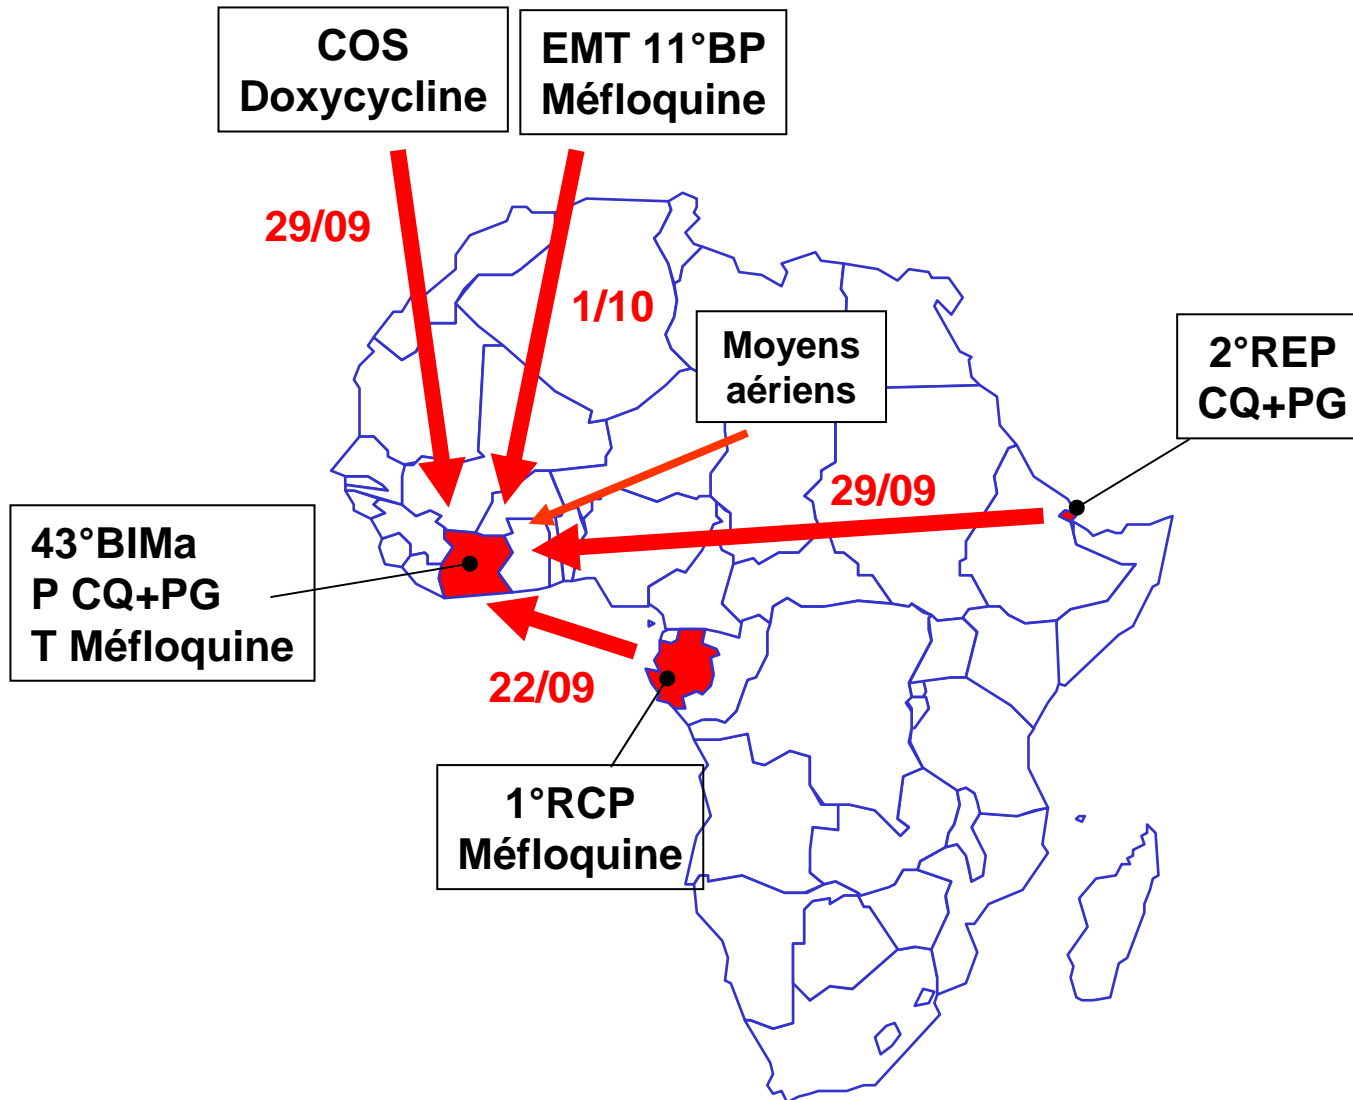 COS
Doxycycline
EMT 11°BP
Méfloquine
29/09
1/10
Moyens
aériens
2°REP
CQ+PG
29/09
43°BIMa
P CQ+PG
T Méfloquine
22/09
1°RCP
Méfloquine